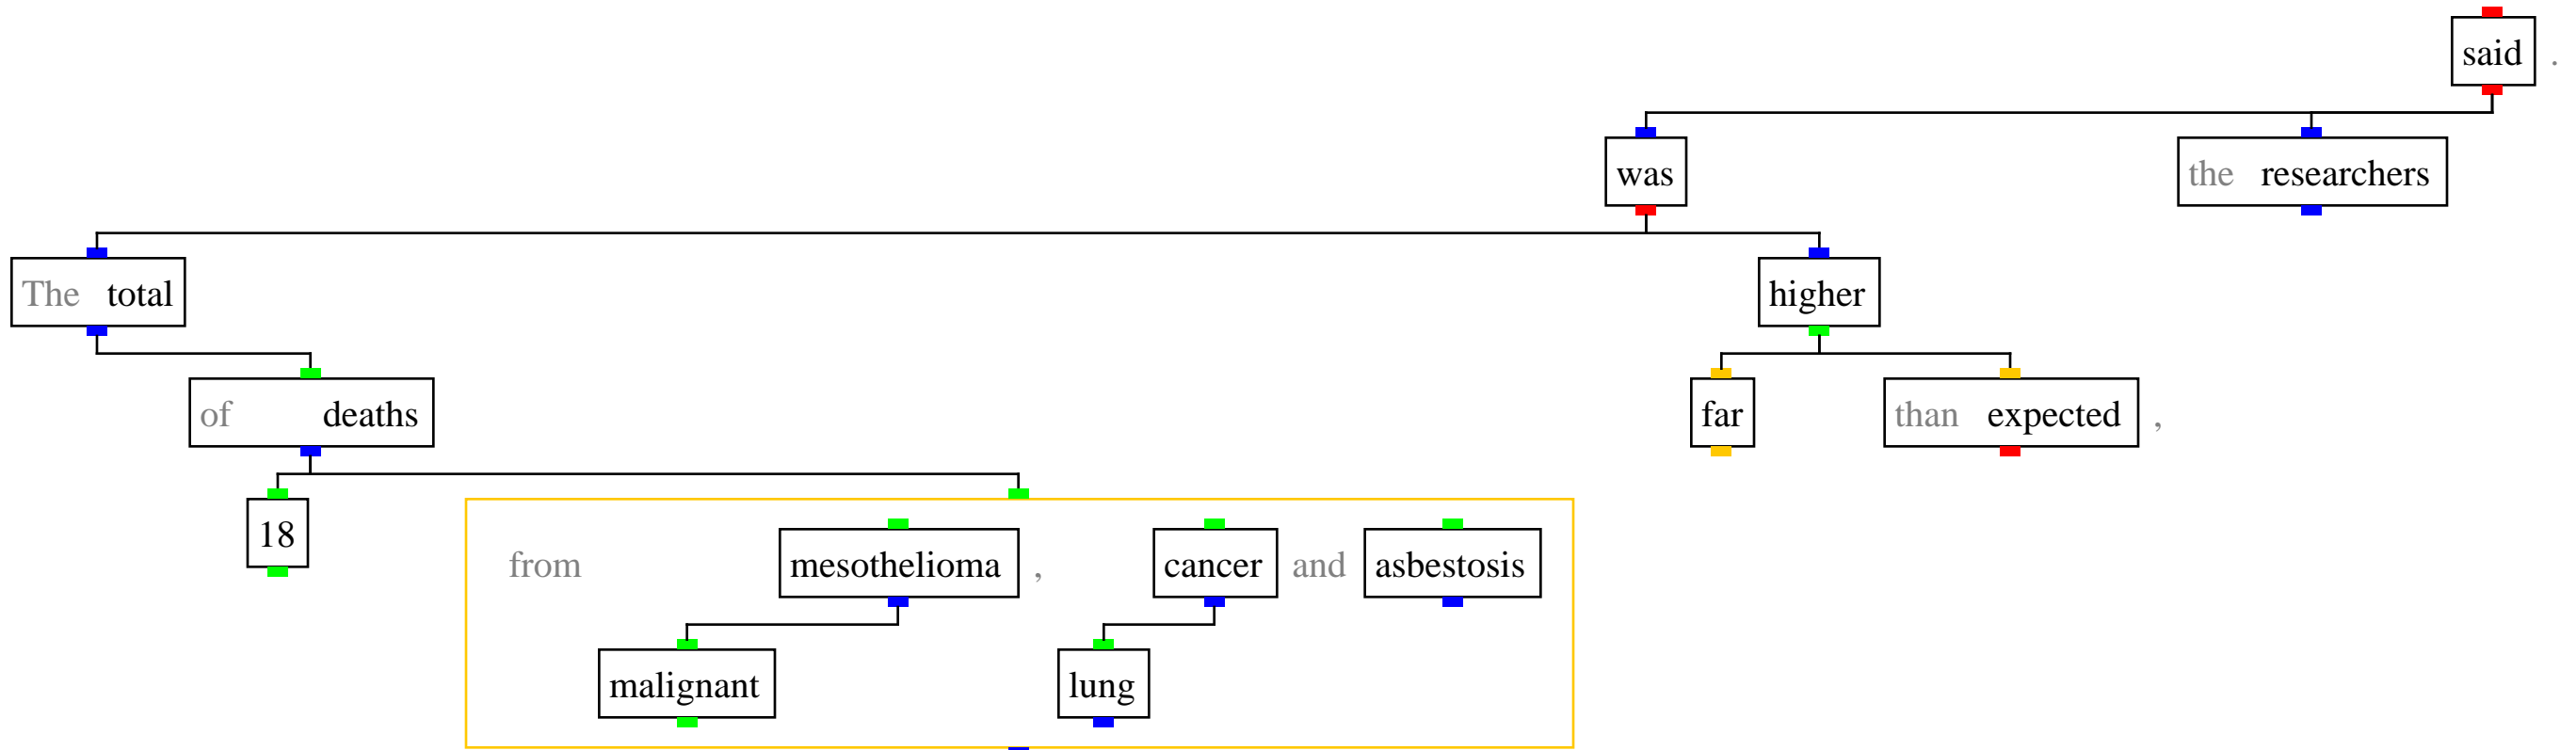 said .
was the researchers
The total higher
of deaths far than expected ,
18
from mesothelioma , cancer and asbestosis
malignant lung